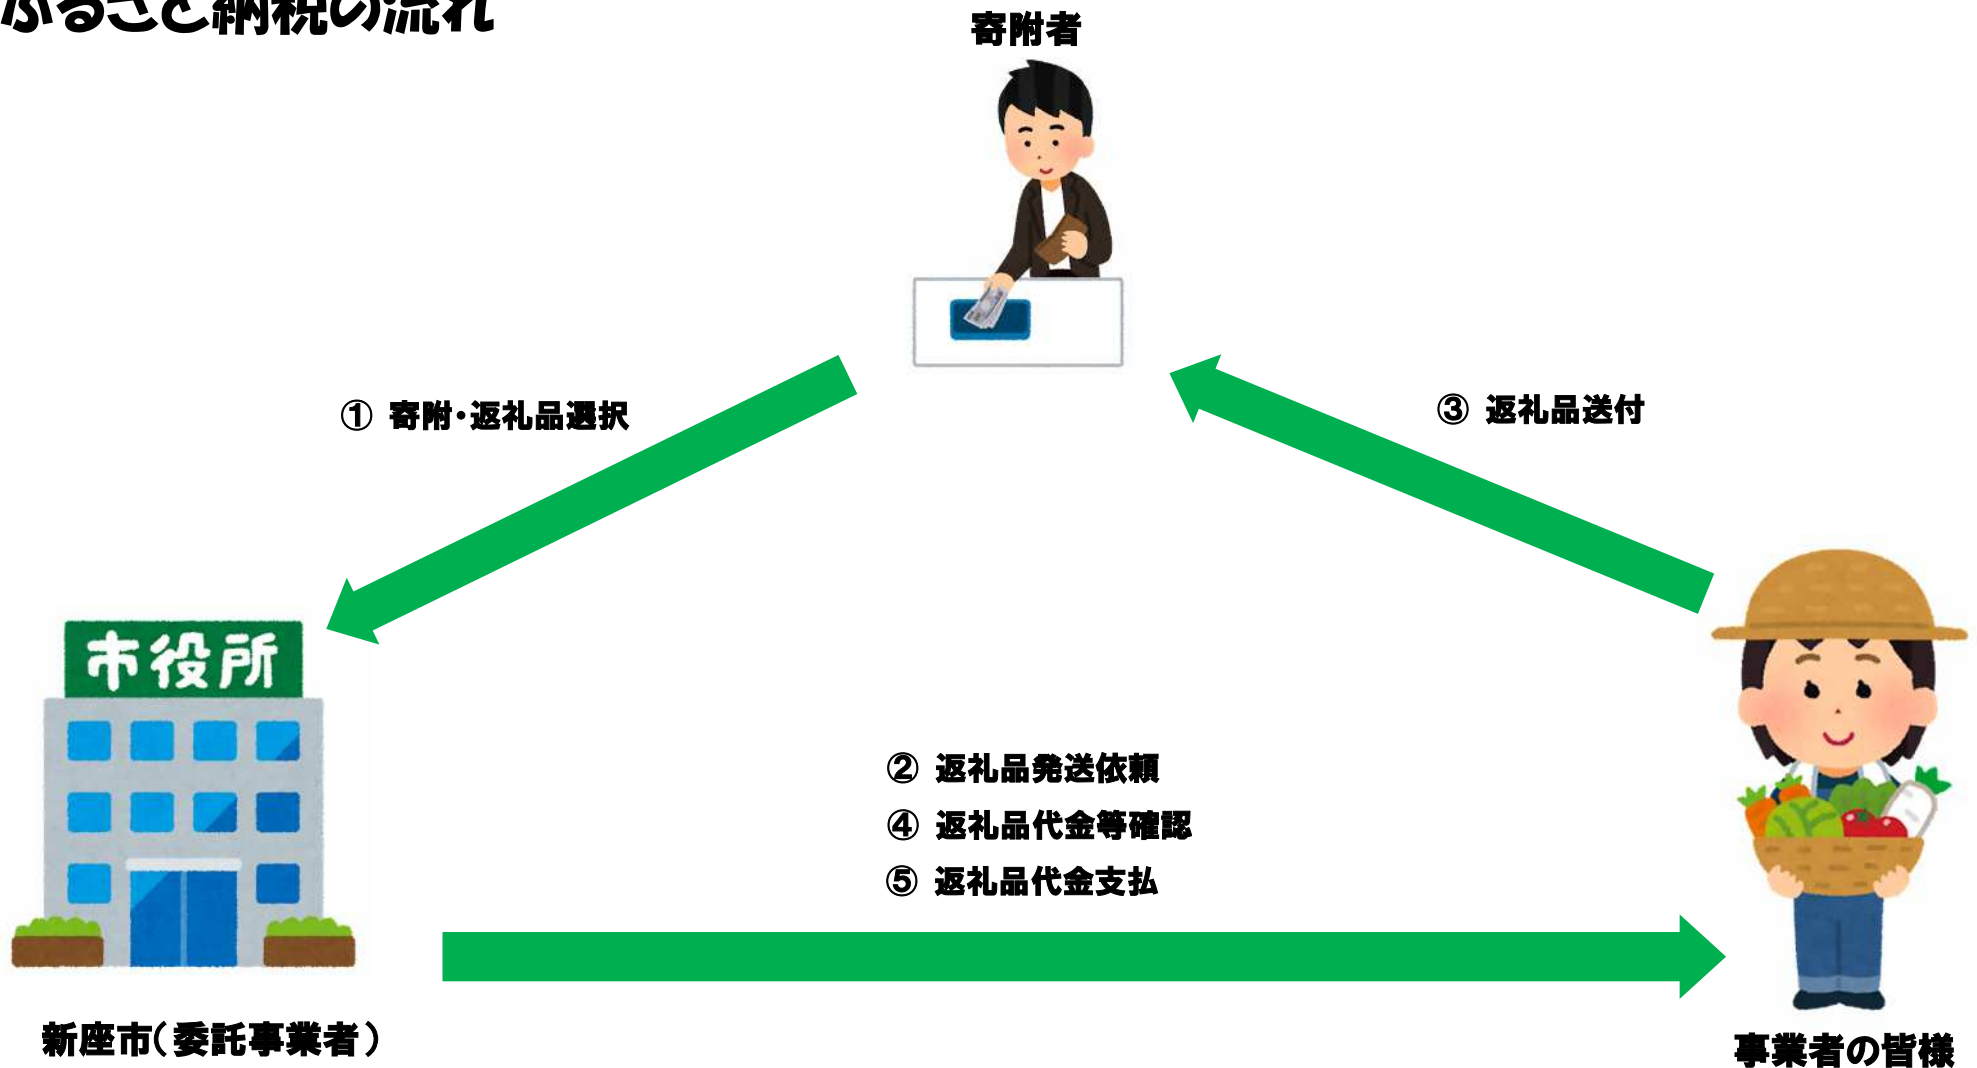 ふるさと納税の流れ
寄附者
① 寄附・返礼品選択
③ 返礼品送付
市役所
② 返礼品発送依頼
④ 返礼品代金等確認
⑤ 返礼品代金支払
新座市（委託事業者）
事業者の皆様